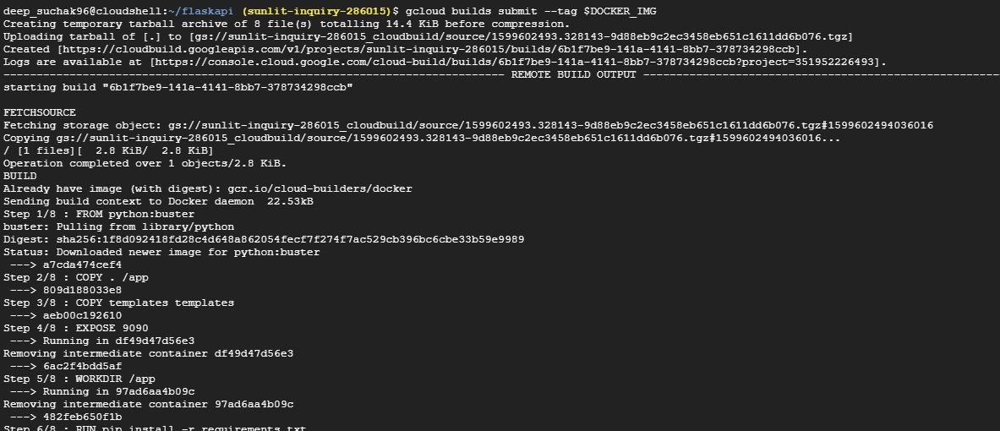 deep_suchak96@cloudshell:~/flaskapi (sunlit-inquiry-286015)$ gcloud builds submit --tag $DOCKER_IMG
Creating temporary tarball archive of 8 file(s) totalling 14.4 KiB before compression.
Uploading tarball of [.] to [gs://sunlit-inquiry-286015_cloudbuild/source/1599602493.328143-9d88eb9c2ec3458eb651c1611dd6b076.tgz]
Created [https://cloudbuild.googleapis.com/v1/projects/sunlit-inquiry-286015/builds/6b1f7be9-141a-4141-8bb7-378734298ccb].
Logs are available at [https://console.cloud.google.com/cloud-build/builds/6b1f7be9-141a-4141-8bb7-378734298ccb?project=351952226493].
---------------------------------------------------------------------------- REMOTE BUILD OUTPUT ------------------------------------------------------
starting build "6b1f7be9-141a-4141-8bb7-378734298ccb"
FETCHSOURCE
Fetching storage object: gs://sunlit-inquiry-286015_cloudbuild/source/1599602493.328143-9d88eb9c2ec3458eb651c1611dd6b076.tgz#1599602494036016
Copying gs://sunlit-inquiry-286015_cloudbuild/source/1599602493.328143-9d88eb9c2ec3458eb651c1611dd6b076.tgz#1599602494036016...
/ [1 files][  2.8 KiB/  2.8 KiB]
Operation completed over 1 objects/2.8 KiB.
BUILD
Already have image (with digest): gcr.io/cloud-builders/docker
Sending build context to Docker daemon  22.53kB
Step 1/8 : FROM python:buster
buster: Pulling from library/python
Digest: sha256:1f8d092418fd28c4d648a862054fecf7f274f7ac529cb396bc6cbe33b59e9989
Status: Downloaded newer image for python:buster
 ---> a7cda474cef4
Step 2/8 : COPY . /app
 ---> 809d188033e8
Step 3/8 : COPY templates templates
 ---> aeb00c192610
Step 4/8 : EXPOSE 9090
 ---> Running in df49d47d56e3
Removing intermediate container df49d47d56e3
 ---> 6ac2f4bdd5af
Step 5/8 : WORKDIR /app
 ---> Running in 97ad6aa4b09c
Removing intermediate container 97ad6aa4b09c
 ---> 482feb650f1b
Step 6/8 : RUN pip install -r requirements.txt